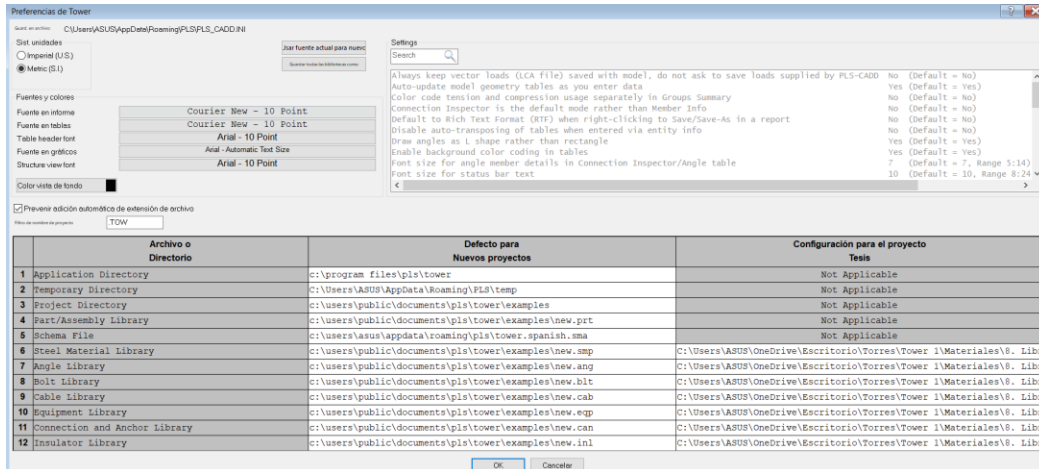 Preferencias de Tower
Guard. en archivo: C:\Users\ASUS\AppData\Roaming\PLS\PLS_CADD.INI
Sist. unidades
Imperial (U.S.)
Metric (S.I.)
Usar fuente actual para nuevo
Settings
Search
Always keep vector loads (LCA file) saved with model, do not ask to save loads supplied by PLS-CADD No (Default = No)
Auto-update model geometry tables as you enter data Yes (Default = Yes)
Color code tension and compression usage separately in Groups Summary No (Default = No)
Connection Inspector is the default mode rather than Member Info No (Default = No)
Default to Rich Text Format (RTF) when right-clicking to Save/Save-As in a report No (Default = No)
Disable auto-transposing of tables when entered via entity info No (Default = No)
Draw angles as L shape rather than rectangle Yes (Default = Yes)
Enable background color coding in tables Yes (Default = Yes)
Font size for angle member details in Connection Inspector/Angle table 7 (Default = 7, Range 5:14)
Font size for status bar text 10 (Default = 10, Range 8:24
Fuentes y colores
Fuente en informe Courier New - 10 Point
Fuente en tables Courier New - 10 Point
Table header font Arial - 10 Point
Fuente en gráficos Arial - Automatic Text Size
Structure view font Arial - 10 Point
Color vista de fondo
Prevenir adición automática de extensión de archivo
Filtro de nombre de proyecto .TOW
Archivo o Directorio Defecto para Nuevos proyectos Configuración para el proyecto Tesis
1 Application Directory c:\program files\pls\tower Not Applicable
2 Temporary Directory C:\Users\ASUS\AppData\Roaming\PLS\temp Not Applicable
3 Project Directory c:\users\public\documents\pls\tower\examples Not Applicable
4 Part/Assembly Library c:\users\public\documents\pls\tower\examples\new.prt Not Applicable
5 Schema File c:\users\asus\appdata\roaming\pls\tower.spanish.sma Not Applicable
6 Steel Material Library c:\users\public\documents\pls\tower\examples\new.smp C:\Users\ASUS\OneDrive\Escritorio\Torres\Tower 1\Materiales\8. Lib
7 Angle Library c:\users\public\documents\pls\tower\examples\new.ang C:\Users\ASUS\OneDrive\Escritorio\Torres\Tower 1\Materiales\8. Lib
8 Bolt Library c:\users\public\documents\pls\tower\examples\new.blt C:\Users\ASUS\OneDrive\Escritorio\Torres\Tower 1\Materiales\8. Lib
9 Cable Library c:\users\public\documents\pls\tower\examples\new.cab C:\Users\ASUS\OneDrive\Escritorio\Torres\Tower 1\Materiales\8. Lib
10 Equipment Library c:\users\public\documents\pls\tower\examples\new.eqp C:\Users\ASUS\OneDrive\Escritorio\Torres\Tower 1\Materiales\8. Lib
11 Connection and Anchor Library c:\users\public\documents\pls\tower\examples\new.can C:\Users\ASUS\OneDrive\Escritorio\Torres\Tower 1\Materiales\8. Lib
12 Insulator Library c:\users\public\documents\pls\tower\examples\new.inl C:\Users\ASUS\OneDrive\Escritorio\Torres\Tower 1\Materiales\8. Lib
OK Cancelar